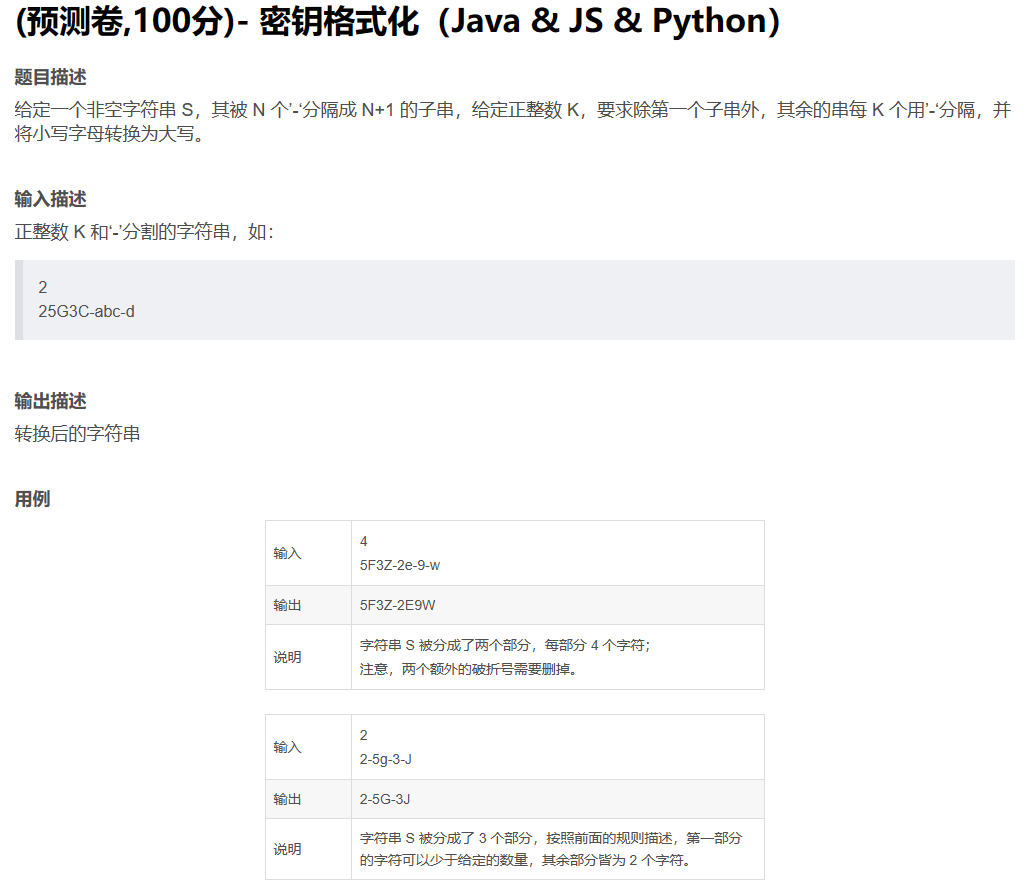 (预测卷,100分)- 密钥格式化（Java & JS & Python）
题目描述
给定一个非空字符串 S，其被 N 个’-‘分隔成 N+1 的子串，给定正整数 K，要求除第一个子串外，其余的串每 K 个用’-‘分隔，并
将小写字母转换为大写。
输入描述
正整数 K 和‘-’分割的字符串，如：
2
25G3C-abc-d
输出描述
转换后的字符串
用例
输入
4
5F3Z-2e-9-w
输出
5F3Z-2E9W
说明
字符串 S 被分成了两个部分，每部分 4 个字符；
注意，两个额外的破折号需要删掉。
输入
2
2-5g-3-J
输出
2-5G-3J
说明
字符串 S 被分成了 3 个部分，按照前面的规则描述，第一部分
的字符可以少于给定的数量，其余部分皆为 2 个字符。